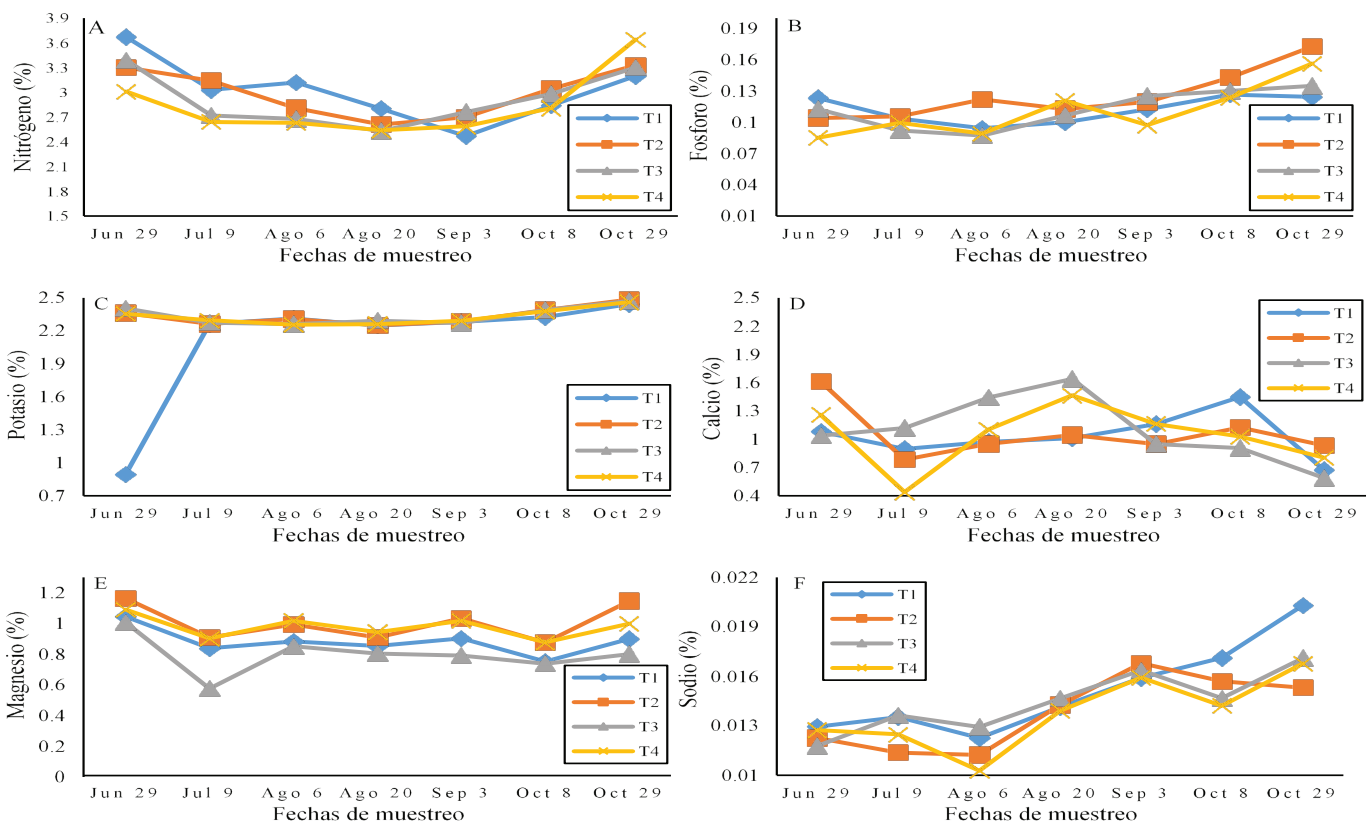 A
Nitrógeno (%)
3.9
3.6
3.3
3
2.7
2.4
2.1
1.8
1.5
T1
T2
T3
T4
Jun 29 Jul 9 Ago 6 Ago 20 Sep 3 Oct 8 Oct 29
Fechas de muestreo
B
Fosforo (%)
0.19
0.16
0.13
0.1
0.07
0.04
0.01
T1
T2
T3
T4
Jun 29 Jul 9 Ago 6 Ago 20 Sep 3 Oct 8 Oct 29
Fechas de muestreo
C
Potasio (%)
2.5
2.2
1.9
1.6
1.3
1
0.7
T1
T2
T3
T4
Jun 29 Jul 9 Ago 6 Ago 20 Sep 3 Oct 8 Oct 29
Fechas de muestreo
D
Calcio (%)
2.5
2.2
1.9
1.6
1.3
1
0.7
0.4
T1
T2
T3
T4
Jun 29 Jul 9 Ago 6 Ago 20 Sep 3 Oct 8 Oct 29
Fechas de muestreo
E
Magnesio (%)
1.2
1
0.8
0.6
0.4
0.2
0
T1
T2
T3
T4
Jun 29 Jul 9 Ago 6 Ago 20 Sep 3 Oct 8 Oct 29
Fechas de muestreo
F
Sodio (%)
0.022
0.019
0.016
0.013
0.01
T1
T2
T3
T4
Jun 29 Jul 9 Ago 6 Ago 20 Sep 3 Oct 8 Oct 29
Fechas de muestreo